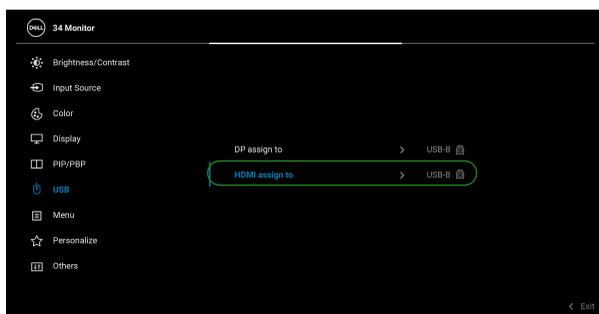 DELL 34 Monitor
Brightness/Contrast
Input Source
Color
Display
DP assign to > USB-B
PIP/PBP
HDMI assign to > USB-B
USB
Menu
Personalize
Others
< Exit